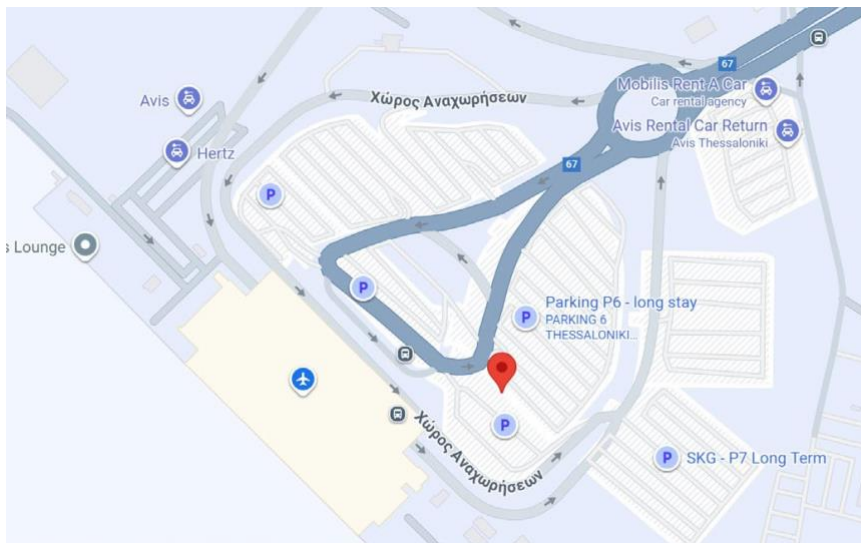 67
Mobilis Rent A Car
Car rental agency
Avis
Χώρος Αναχωρήσεων
Avis Rental Car Return
Avis Thessaloniki
Hertz
67
P
s Lounge
P
Parking P6 - long stay
P
PARKING 6
THESSALONIKI...
P
Χώρος Αναχωρήσεων
P
SKG - P7 Long Term